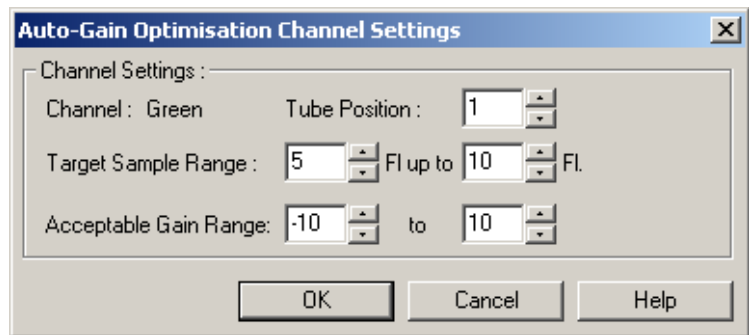 Auto-Gain Optimisation Channel Settings
Channel Settings :
Channel : Green Tube Position : 1
Target Sample Range : 5 Fl up to 10 Fl.
Acceptable Gain Range: -10 to 10
OK Cancel Help